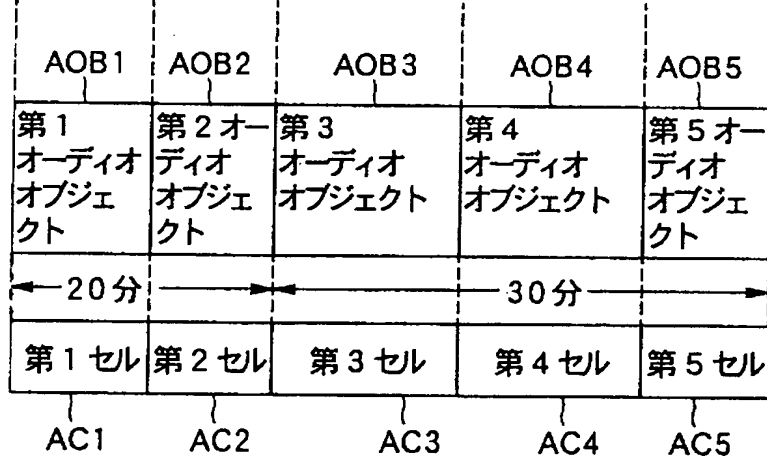 AOB1 AOB2 AOB3 AOB4 AOB5
第1
オーディオ
オブジェ
クト
第2オー
ディオ
オブジェ
クト
第3
オーディオ
オブジェクト
第4
オーディオ
オブジェクト
第5オー
ディオ
オブジェ
クト
20分 30分
第1セル 第2セル 第3セル 第4セル 第5セル
AC1 AC2 AC3 AC4 AC5